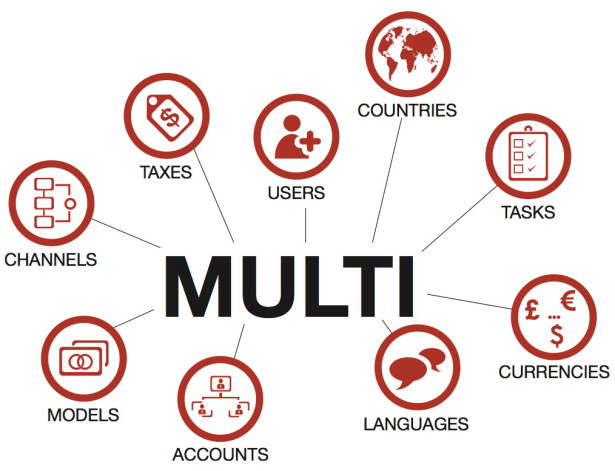 COUNTRIES
TAXES
USERS
TASKS
CHANNELS
MULTI
£ € ... $
CURRENCIES
MODELS
LANGUAGES
ACCOUNTS